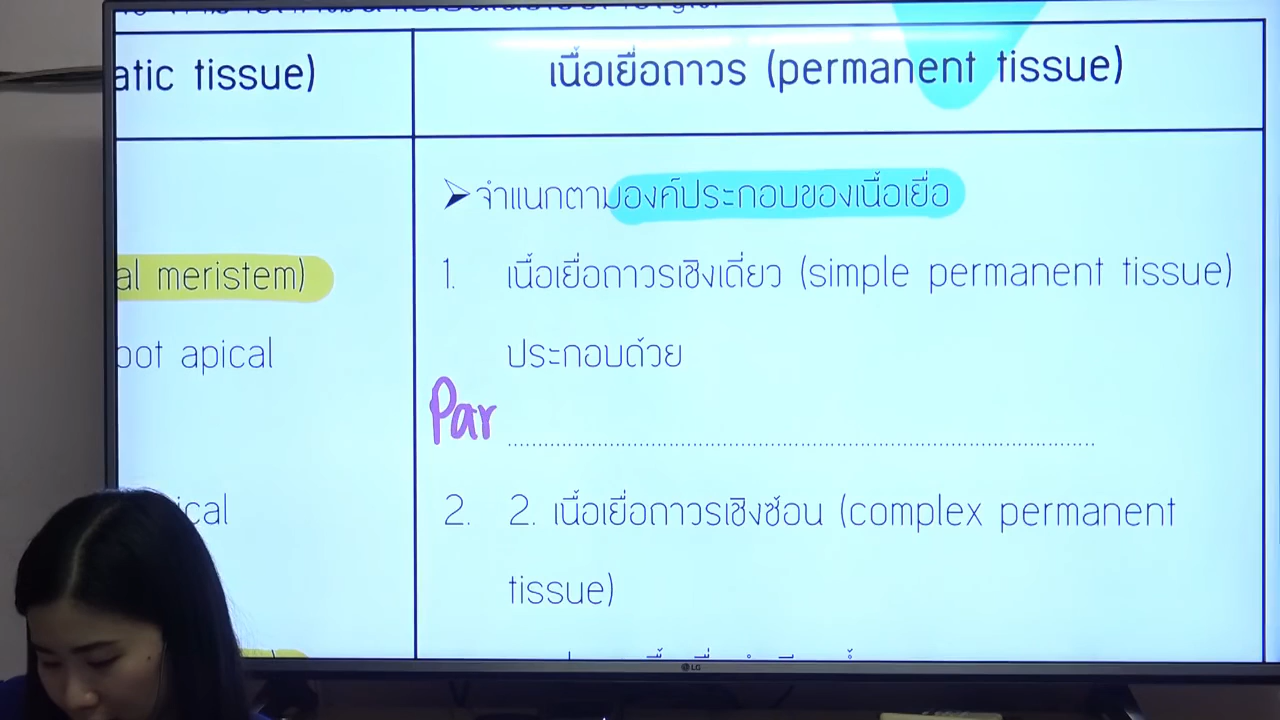 atic tissue)
เนื้อเยื่อถาวร (permanent tissue)
➢ จำแนกตามองค์ประกอบของเนื้อเยื่อ
al meristem)
1. เนื้อเยื่อถาวรเชิงเดี่ยว (simple permanent tissue)
oot apical
ประกอบด้วย
Par ........................................................................
ical
2. 2. เนื้อเยื่อถาวรเชิงซ้อน (complex permanent
tissue)
LG